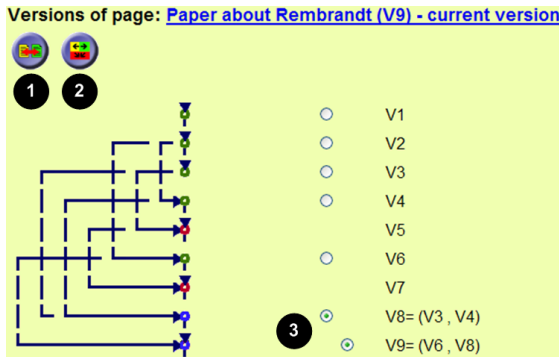 Versions of page: Paper about Rembrandt (V9) - current version
1 2
V1
V2
V3
V4
V5
V6
V7
3 V8= (V3 , V4)
V9= (V6 , V8)